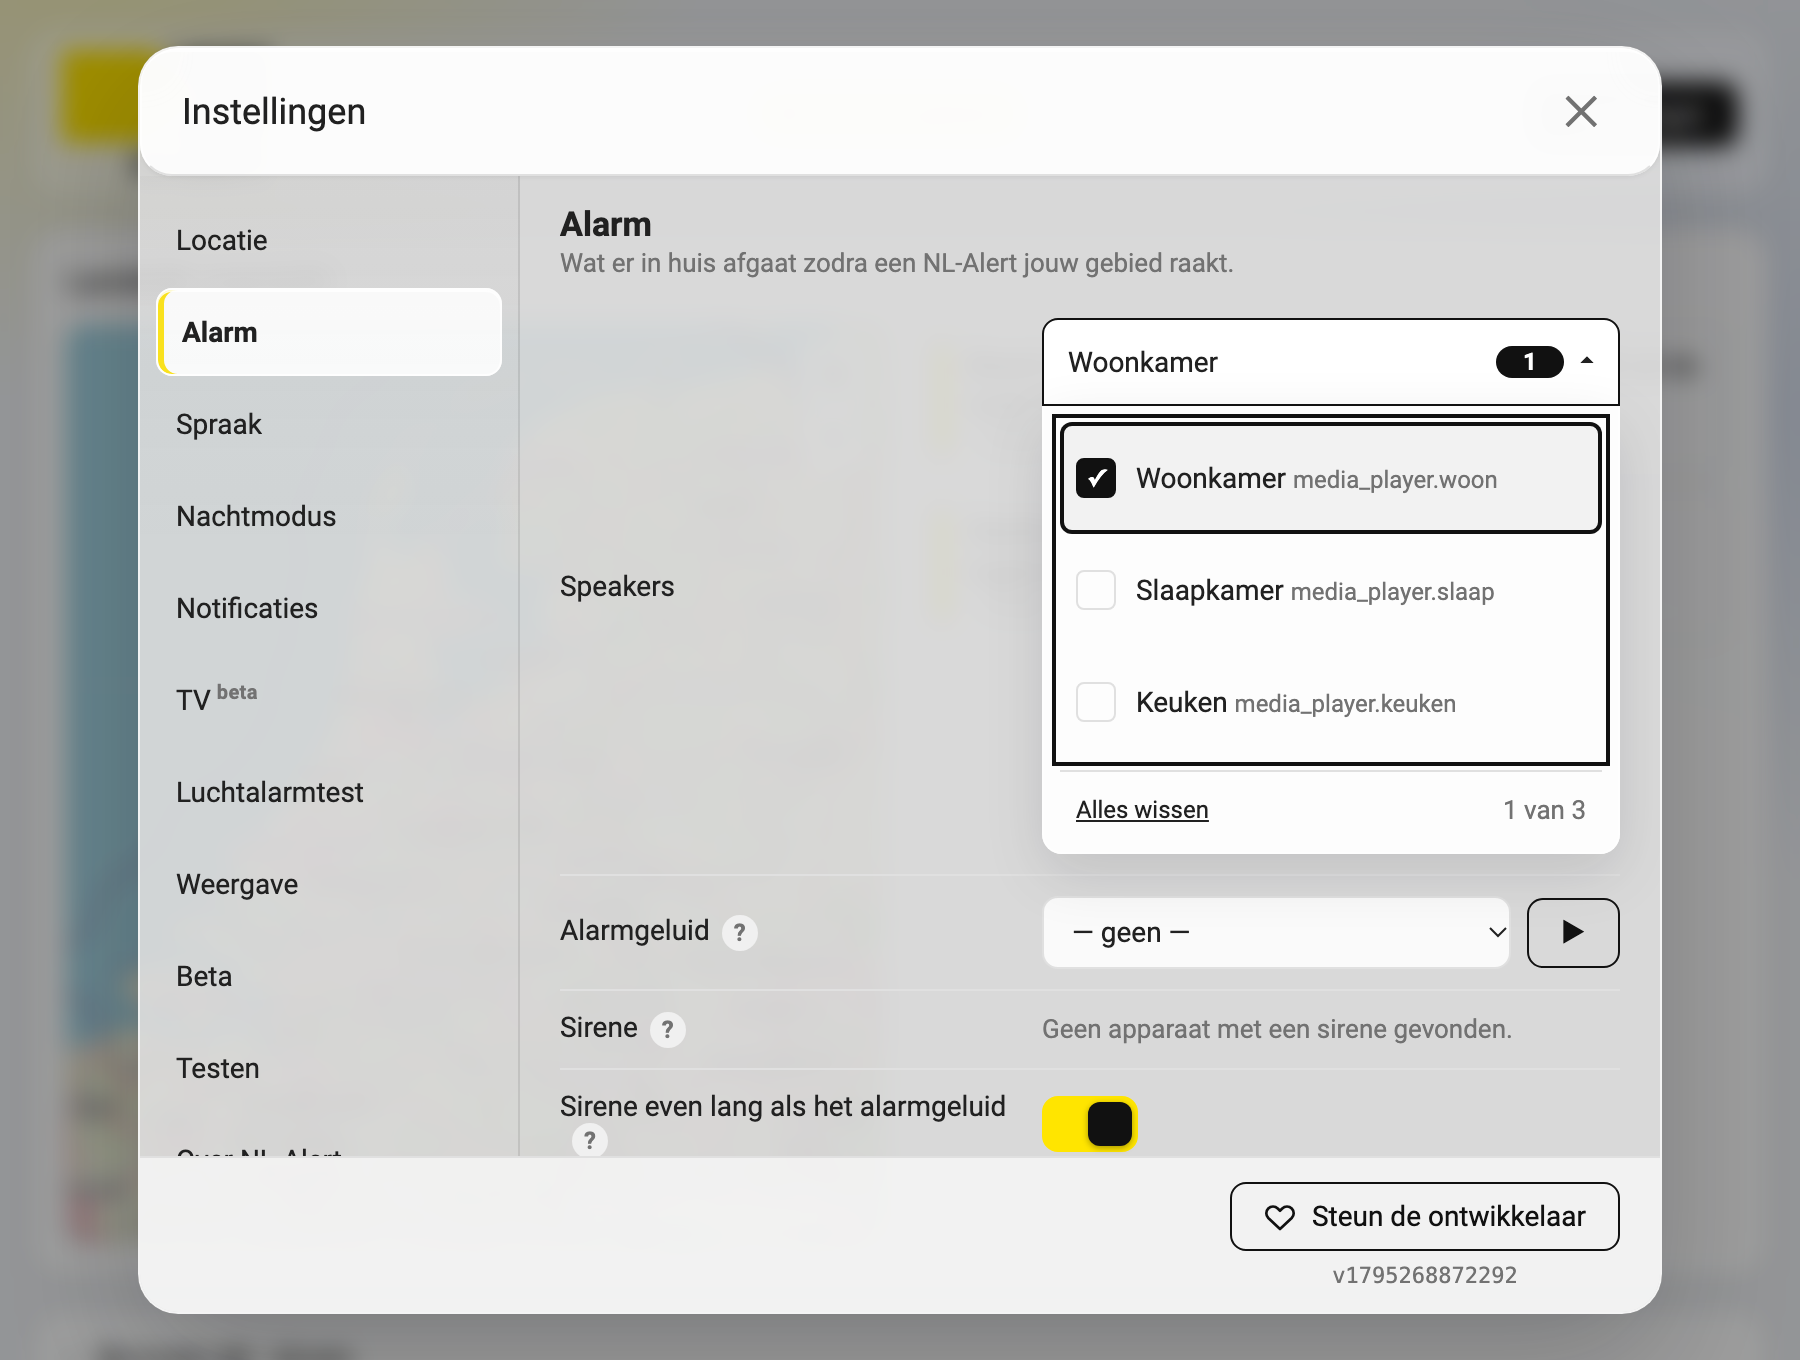 Instellingen
Locatie
Alarm
Spraak
Nachtmodus
Notificaties
TV beta
Luchtalarmtest
Weergave
Beta
Testen
Over NL-Alert
Alarm
Wat er in huis afgaat zodra een NL-Alert jouw gebied raakt.
Speakers
Woonkamer 1
Woonkamer media_player.woon
Slaapkamer media_player.slaap
Keuken media_player.keuken
Alles wissen 1 van 3
Alarmgeluid ? — geen —
Sirene ? Geen apparaat met een sirene gevonden.
Sirene even lang als het alarmgeluid
?
Steun de ontwikkelaar
v1795268872292